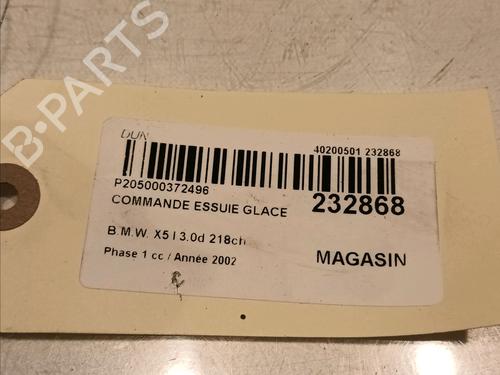 B-PARTS
DUN
40200501 232868
P205000372496
COMMANDE ESSUIE GLACE
232868
B.M.W. X5 I 3.0d 218ch
Phase 1 cc / Année 2002
MAGASIN